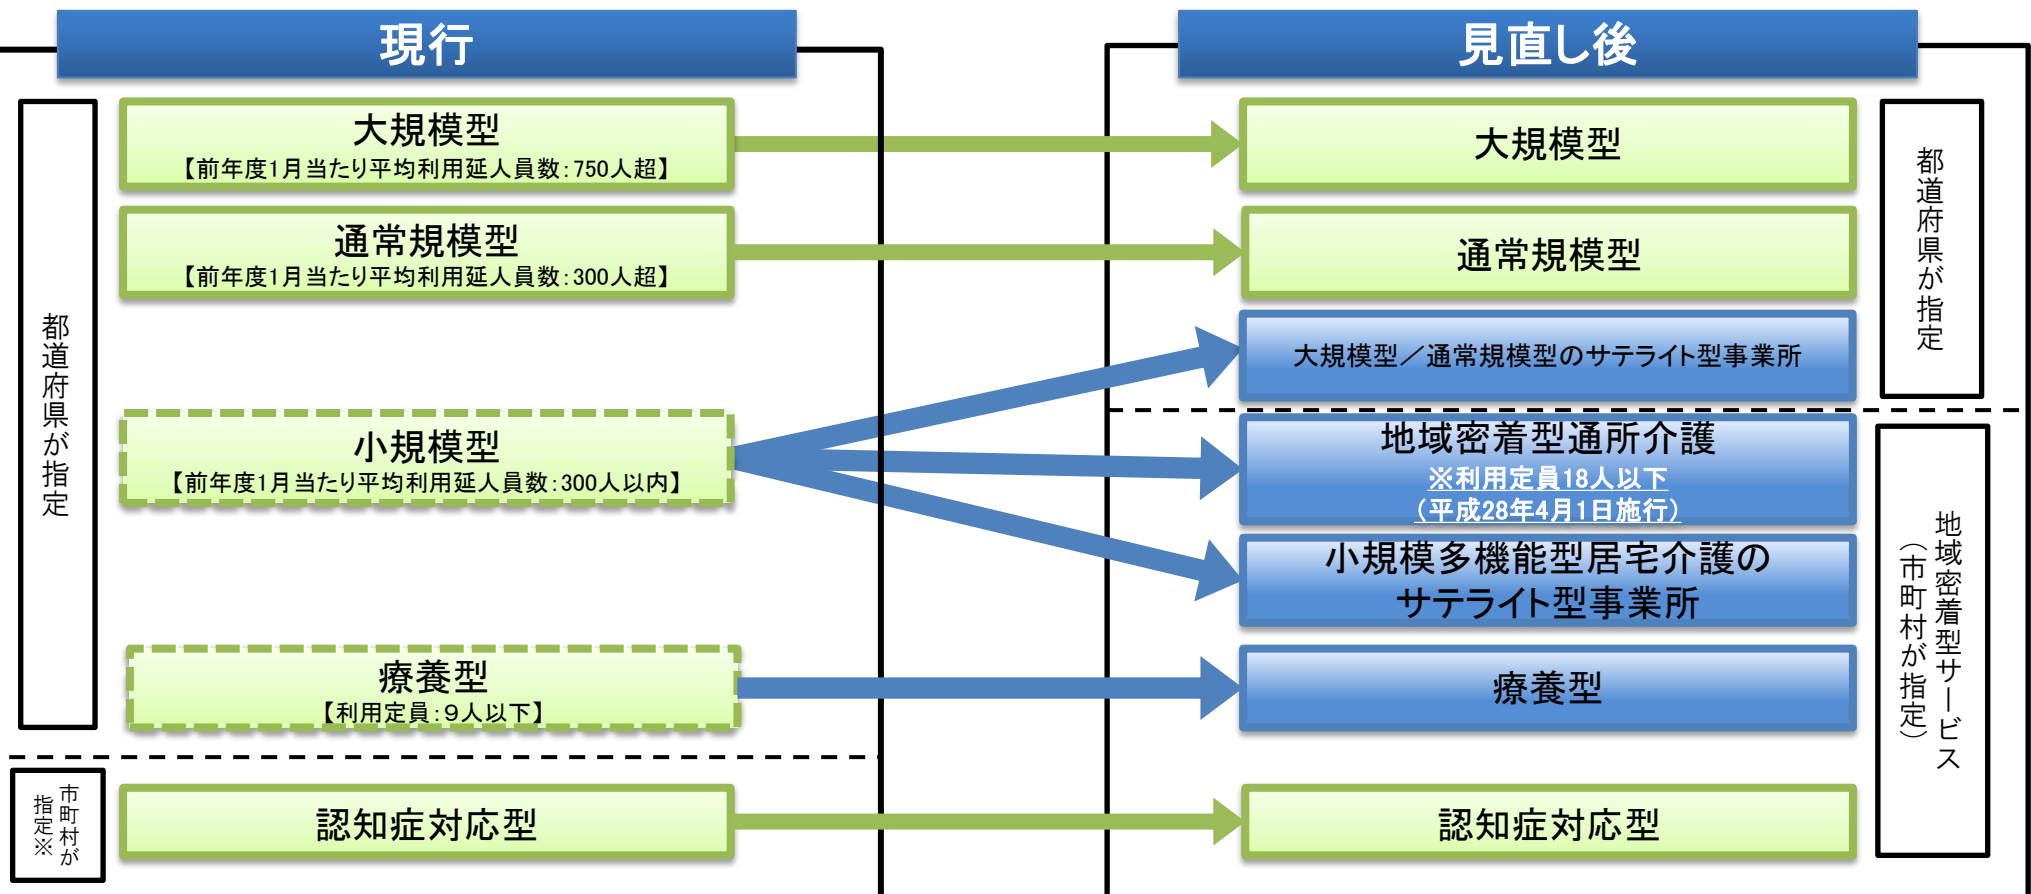 現行
都道府県が指定
大規模型
【前年度1月当たり平均利用延人員数：750人超】
通常規模型
【前年度1月当たり平均利用延人員数：300人超】
小規模型
【前年度1月当たり平均利用延人員数：300人以内】
療養型
【利用定員：９人以下】
市町村が
指定※
認知症対応型
見直し後
大規模型
通常規模型
大規模型／通常規模型のサテライト型事業所
都道府県が指定
地域密着型通所介護
※利用定員18人以下
（平成28年4月1日施行）
小規模多機能型居宅介護の
サテライト型事業所
療養型
認知症対応型
地域密着型サービス
（市町村が指定）